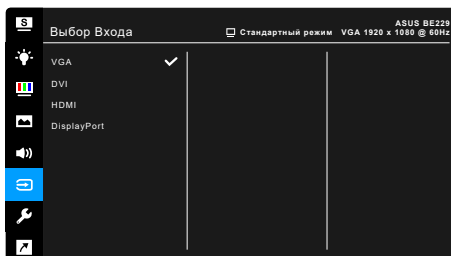 S
ASUS BE229
Выбор Входа
Стандартный режим VGA 1920 x 1080 @ 60Hz
VGA
DVI
HDMI
DisplayPort